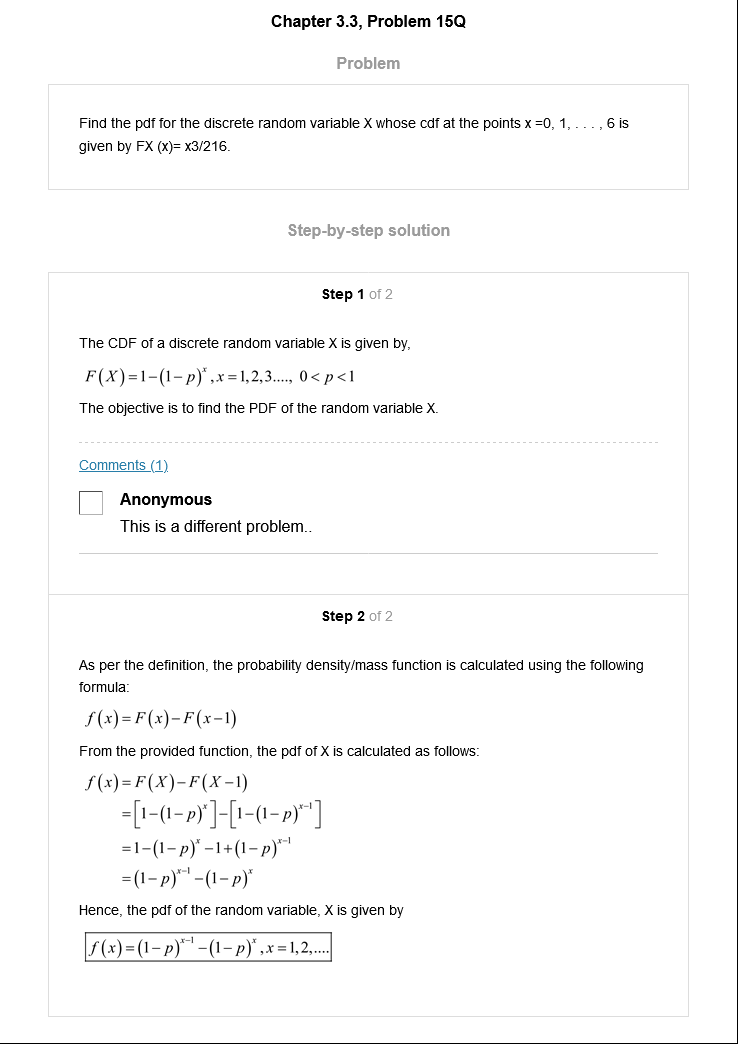 Chapter 3.3, Problem 15Q
Problem
Find the pdf for the discrete random variable X whose cdf at the points x =0, 1, . . . , 6 is
given by FX (x)= x3/216.
Step-by-step solution
Step 1 of 2
The CDF of a discrete random variable X is given by,
F(X)=1−(1−p)^x ,x=1,2,3...., 0<p<1
The objective is to find the PDF of the random variable X.
Comments (1)
Anonymous
This is a different problem..
Step 2 of 2
As per the definition, the probability density/mass function is calculated using the following
formula:
f(x)=F(x)−F(x−1)
From the provided function, the pdf of X is calculated as follows:
f(x)=F(X)−F(X−1)
=[1−(1−p)^x]−[1−(1−p)^{x−1}]
=1−(1−p)^x −1+(1−p)^{x−1}
=(1−p)^{x−1} −(1−p)^x
Hence, the pdf of the random variable, X is given by
f(x)=(1−p)^{x−1} −(1−p)^x ,x=1,2,....